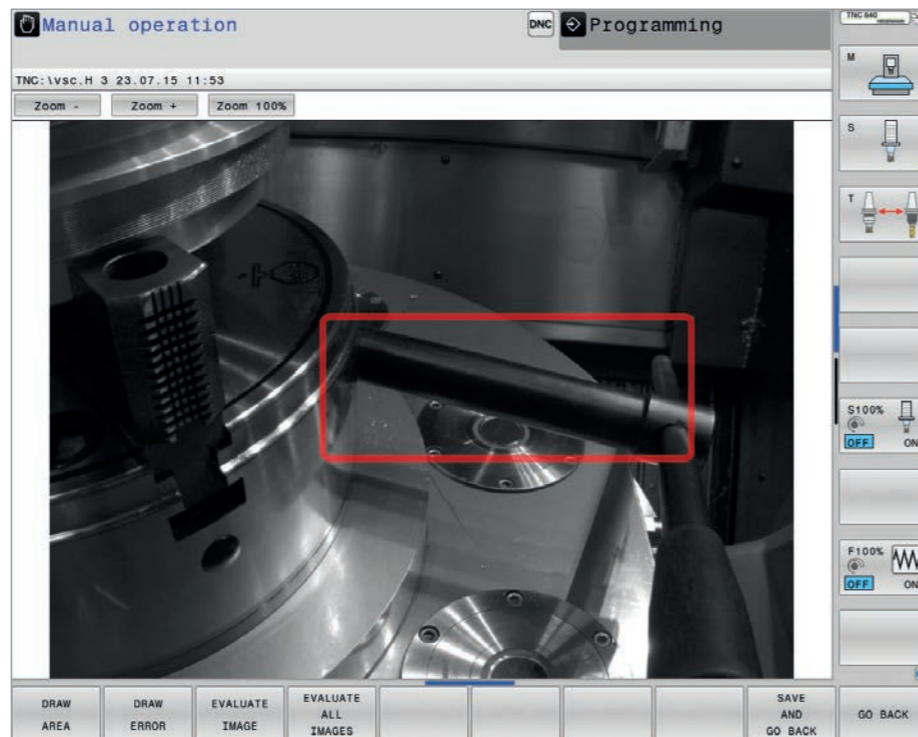 Manual operation
DNC
Programming
TNC 640
TNC:\vsc.H 3 23.07.15 11:53
Zoom -
Zoom +
Zoom 100%
M
S
T
S100%
OFF
ON
F100%
OFF
ON
DRAW
AREA
DRAW
ERROR
EVALUATE
IMAGE
EVALUATE
ALL
IMAGES
SAVE
AND
GO BACK
GO BACK